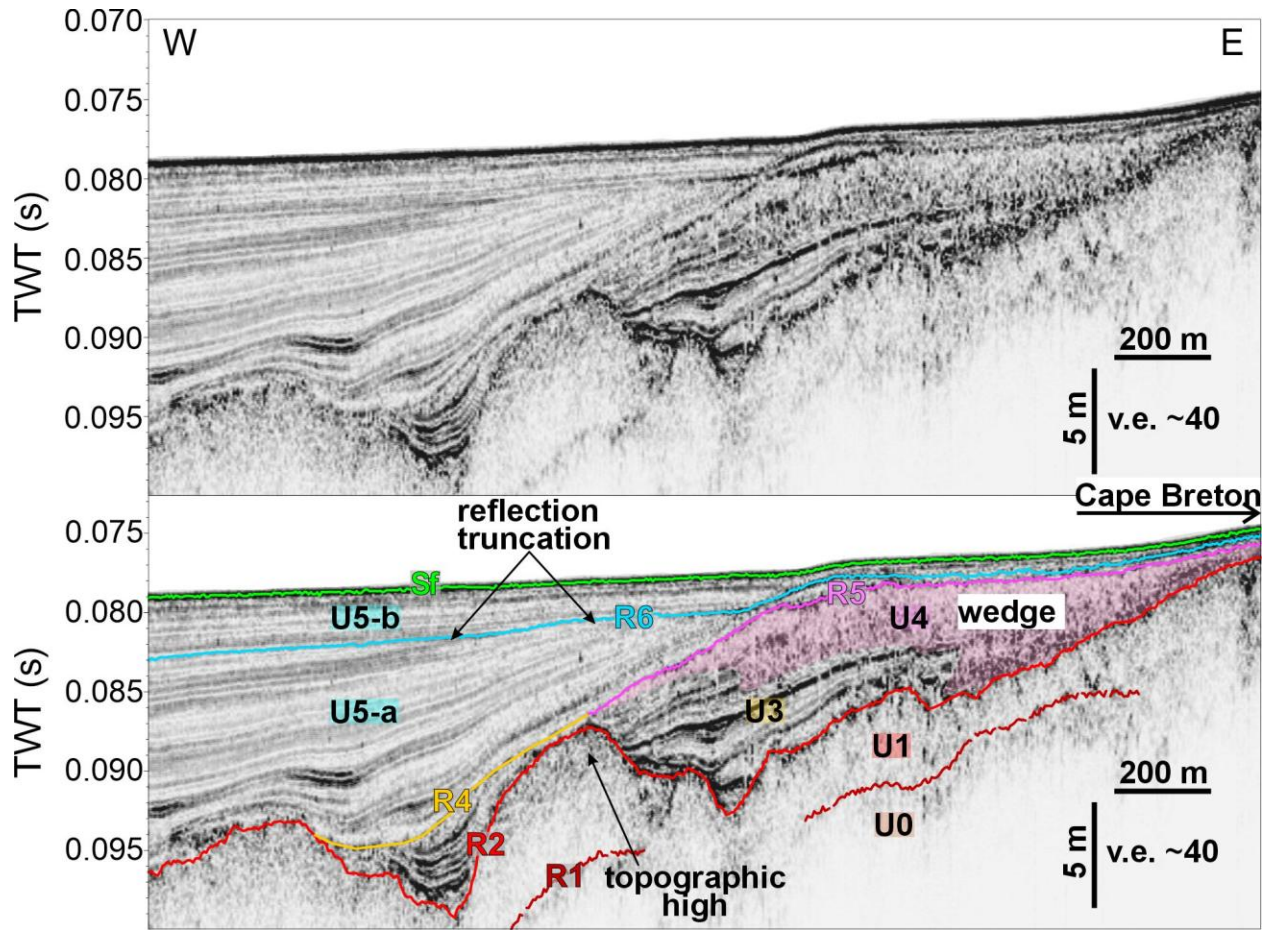 0.070
W
E
0.075
0.080
0.085
0.090
0.095
TWT (s)
200 m
5 m
v.e. ~40
Cape Breton
reflection
truncation
0.075
0.080
0.085
0.090
0.095
TWT (s)
Sf
R5
U5-b
R6
U4
wedge
U5-a
U3
U1
200 m
R4
U0
R2
5 m
v.e. ~40
R1
topographic
high